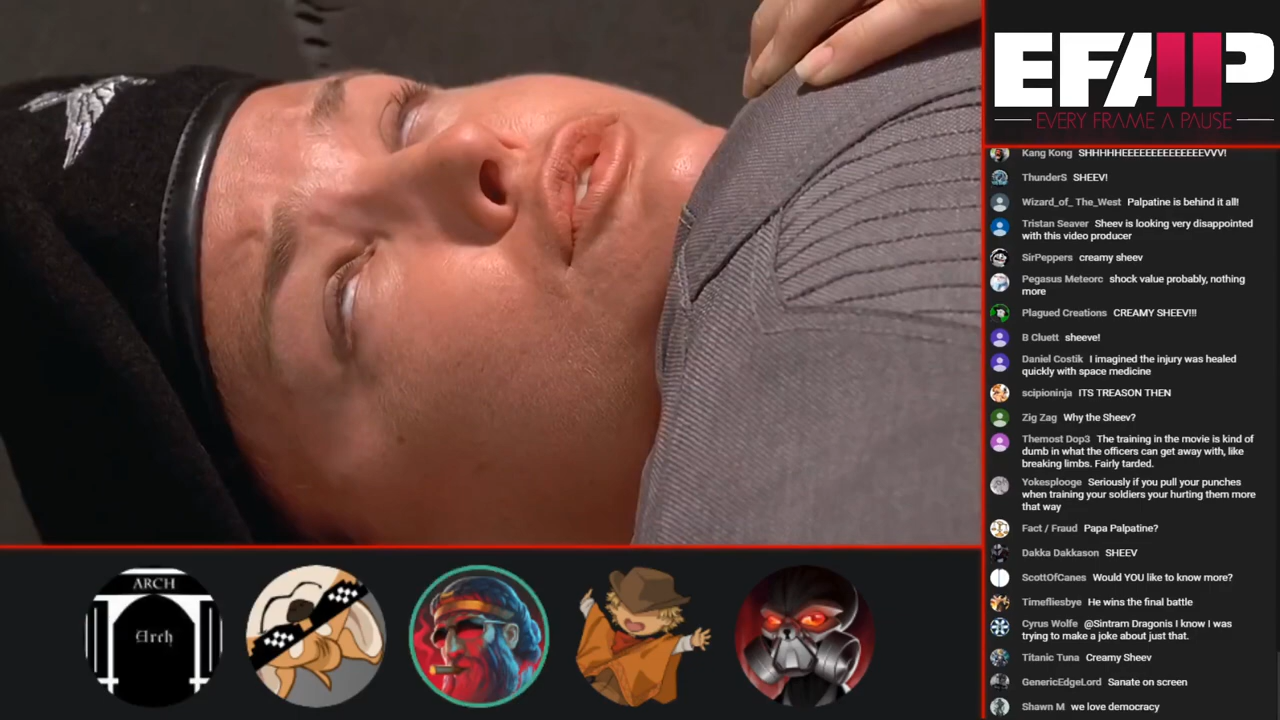 EFAP
EVERY FRAME A PAUSE
Kang Kong SHHHHHEEEEEEEEEEEEEEVVV!
ThunderS SHEEV!
Wizard_of_ The_West Palpatine is behind it all!
Tristan Seaver Sheev is looking very disappointed
with this video producer
SirPeppers creamy sheev
Pegasus Meteorc shock value probably, nothing
more
Plagued Creations CREAMY SHEEV!!!
B Cluett sheeve!
Daniel Costik I imagined the injury was healed
quickly with space medicine
scipioninja ITS TREASON THEN
Zig Zag Why the Sheev?
Themost Dop3 The training in the movie is kind of
dumb in what the officers can get away with, like
breaking limbs. Fairly tarded.
Yokesplooge Seriously if you pull your punches
when training your soldiers your hurting them more
that way
Fact / Fraud Papa Palpatine?
Dakka Dakkason SHEEV
ScottOfCanes Would YOU like to know more?
Timefliesbye He wins the final battle
Cyrus Wolfe @Sintram Dragonis I know I was
trying to make a joke about just that.
Titanic Tuna Creamy Sheev
GenericEdgeLord Sanate on screen
Shawn M we love democracy
ARCH
Arch